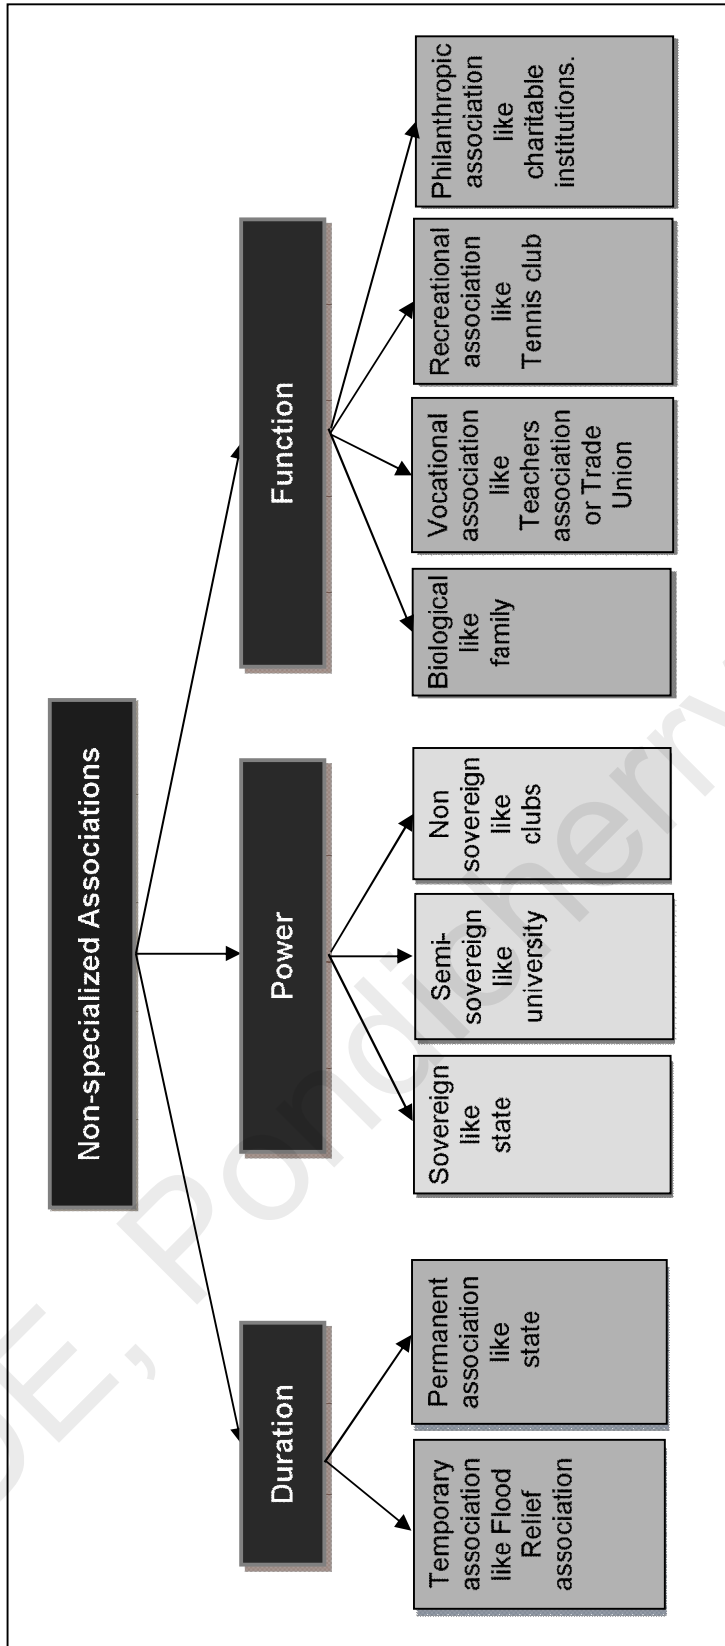 Non-specialized Associations
Duration
Power
Function
Temporary
association
like Flood
Relief
association
Permanent
association
like
state
Sovereign
like
state
Semi-
sovereign
like
university
Non
sovereign
like
clubs
Biological
like
family
Vocational
association
like
Teachers
association
or Trade
Union
Recreational
association
like
Tennis club
Philanthropic
association
like
charitable
institutions.
DE, Pondicherry